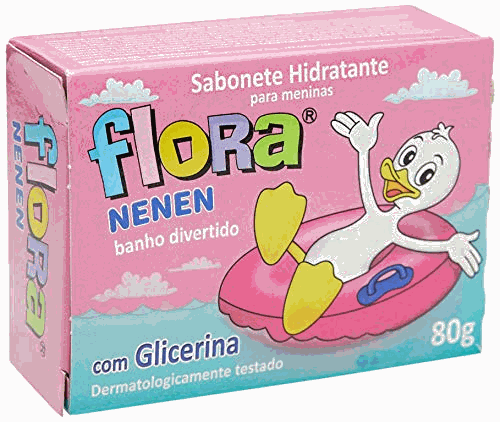 Sabonete Hidratante
para meninas
flora®
NENEN
banho divertido
com Glicerina
Dermatologicamente testado
80g
flora®
NENEN